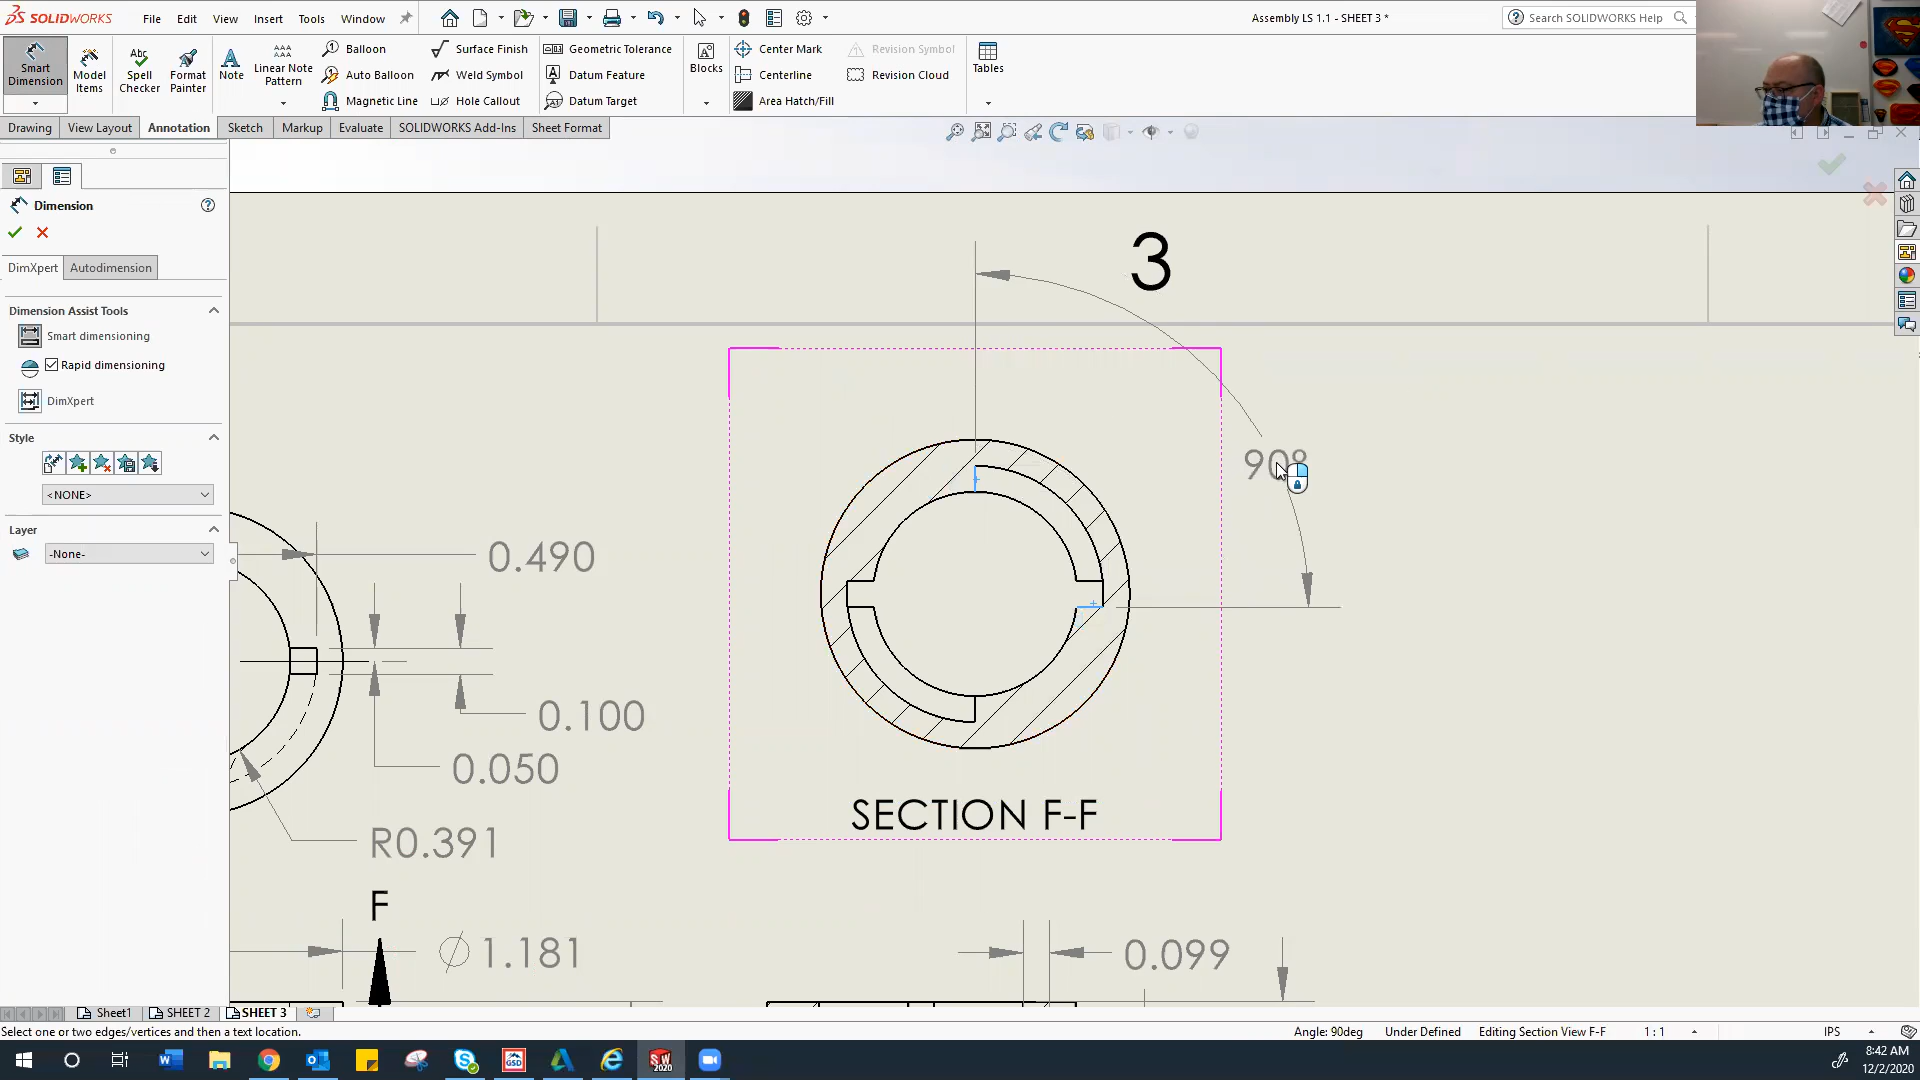 SOLIDWORKS File Edit View Insert Tools Window Assembly LS 1.1 - SHEET 3 * Search SOLIDWORKS Help
Smart Dimension
Model Items
Spell Checker
Format Painter
Note
Linear Note Pattern
Balloon
Auto Balloon
Magnetic Line
Surface Finish
Weld Symbol
Hole Callout
Geometric Tolerance
Datum Feature
Datum Target
Blocks
Center Mark
Centerline
Area Hatch/Fill
Revision Symbol
Revision Cloud
Tables
Drawing View Layout Annotation Sketch Markup Evaluate SOLIDWORKS Add-Ins Sheet Format
Dimension
DimXpert Autodimension
Dimension Assist Tools
Smart dimensioning
Rapid dimensioning
DimXpert
Style
<NONE>
Layer
-None-
3
90°
0.490
0.100
0.050
R0.391
SECTION F-F
F
∅ 1.181
0.099
Sheet1 SHEET 2 SHEET 3
Select one or two edges/vertices and then a text location. Angle: 90deg Under Defined Editing Section View F-F 1 : 1 IPS
8:42 AM
12/2/2020